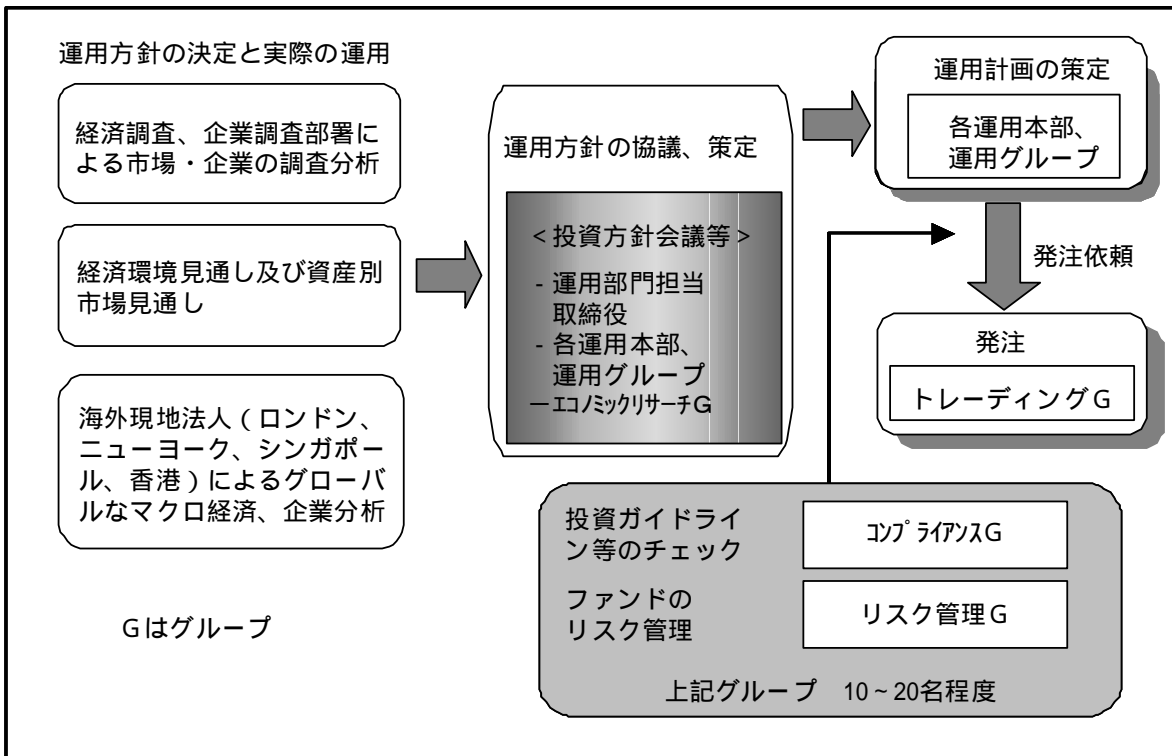 運用方針の決定と実際の運用
経済調査、企業調査部署に
よる市場・企業の調査分析
経済環境見通し及び資産別
市場見通し
海外現地法人（ロンドン、
ニューヨーク、シンガポー
ル、香港）によるグローバ
ルなマクロ経済、企業分析
Gはグループ
運用方針の協議、策定
＜投資方針会議等＞
- 運用部門担当
取締役
- 各運用本部、
運用グループ
ーエコノミックリサーチG
運用計画の策定
各運用本部、
運用グループ
発注依頼
発注
トレーディングG
投資ガイドライ
ン等のチェック
コンプライアンスG
ファンドの
リスク管理
リスク管理G
上記グループ　10～20名程度